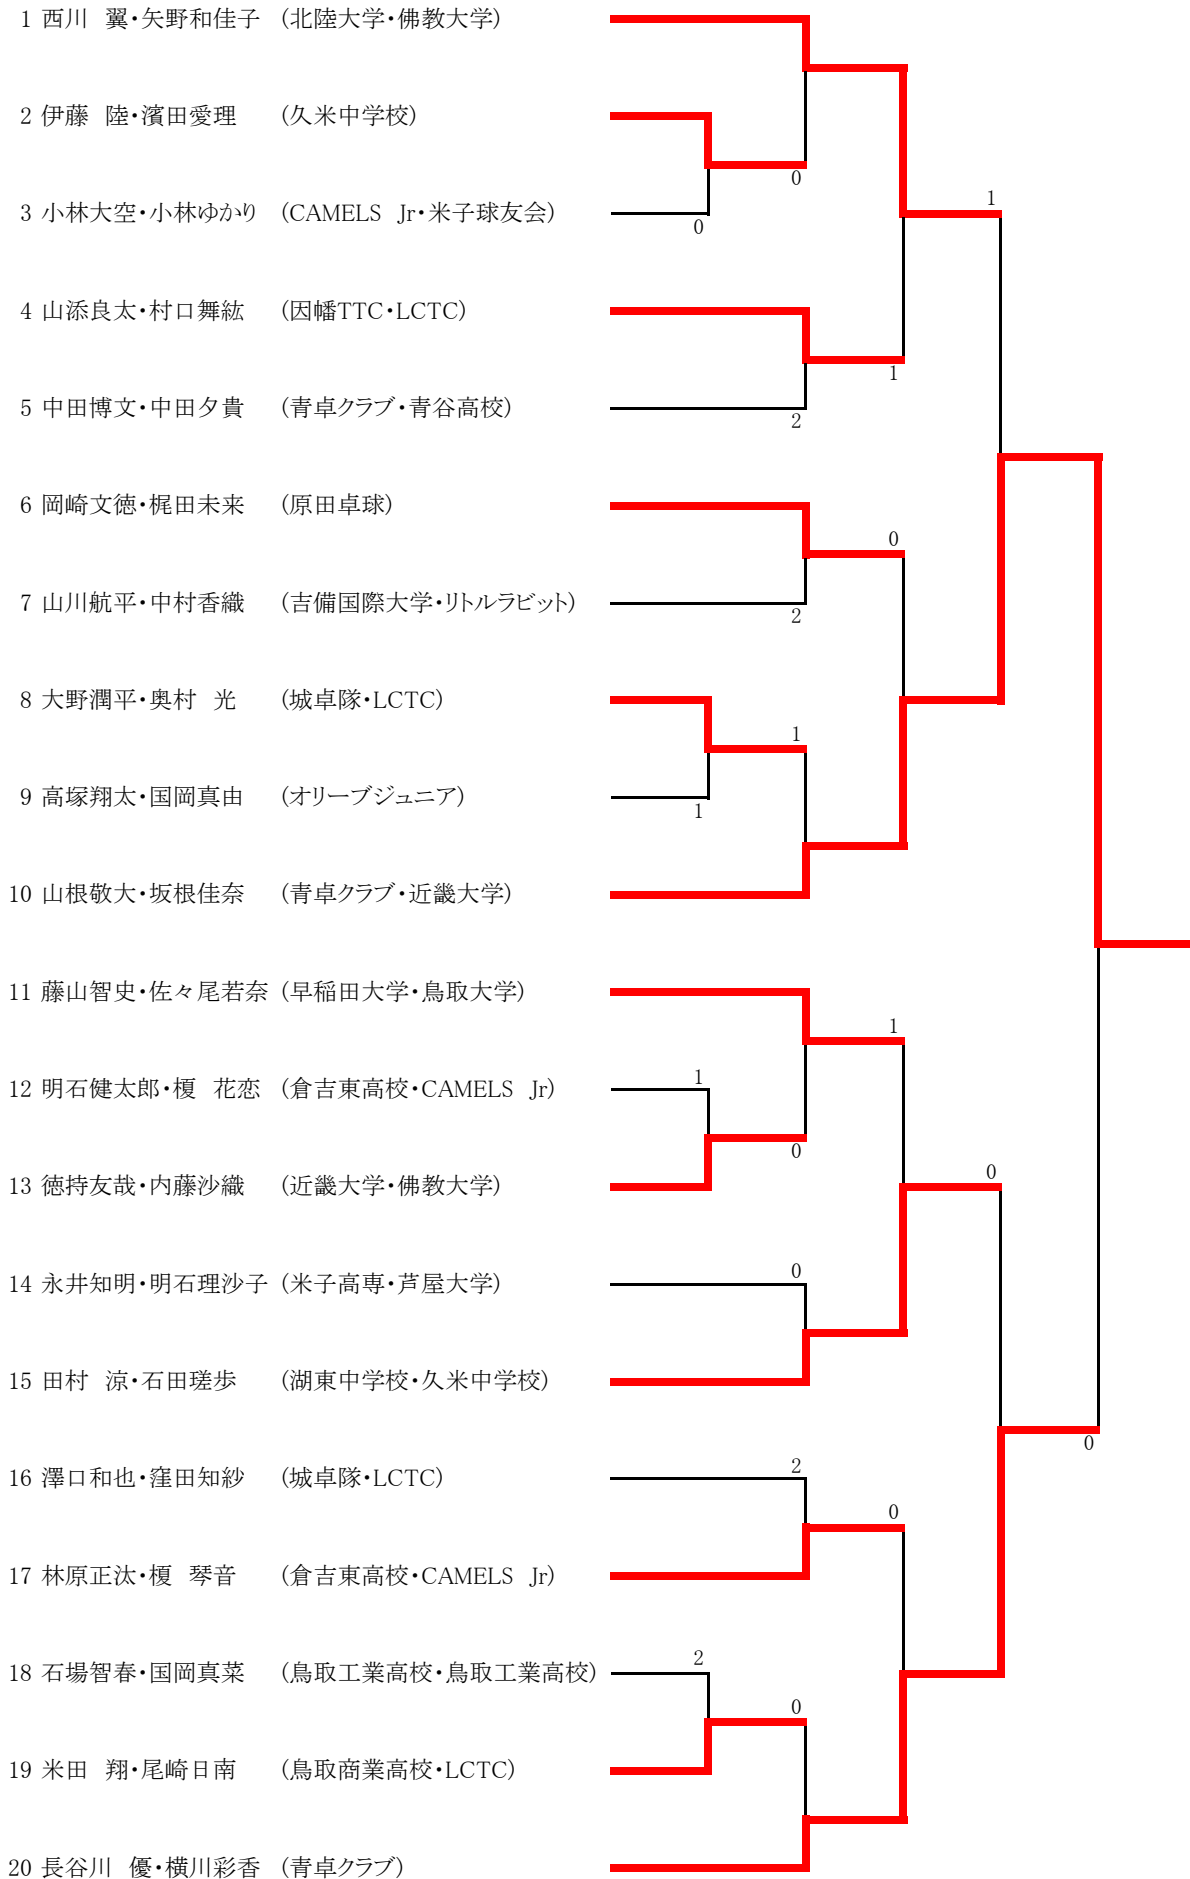 1 西川　翼・矢野和佳子 (北陸大学・佛教大学)
2 伊藤　陸・濱田愛理 (久米中学校)
0
3 小林大空・小林ゆかり (CAMELS Jr・米子球友会)
1
0
4 山添良太・村口舞紘 (因幡TTC・LCTC)
1
5 中田博文・中田夕貴 (青卓クラブ・青谷高校)
2
6 岡崎文徳・梶田未来 (原田卓球)
0
7 山川航平・中村香織 (吉備国際大学・リトルラビット)
2
8 大野潤平・奥村　光 (城卓隊・LCTC)
1
9 高塚翔太・国岡真由 (オリーブジュニア)
1
10 山根敬大・坂根佳奈 (青卓クラブ・近畿大学)
11 藤山智史・佐々尾若奈 (早稲田大学・鳥取大学)
1
12 明石健太郎・榎　花恋 (倉吉東高校・CAMELS Jr)
1
0
13 徳持友哉・内藤沙織 (近畿大学・佛教大学)
0
14 永井知明・明石理沙子 (米子高専・芦屋大学)
0
15 田村　涼・石田瑳歩 (湖東中学校・久米中学校)
0
16 澤口和也・窪田知紗 (城卓隊・LCTC)
2
0
17 林原正汰・榎　琴音 (倉吉東高校・CAMELS Jr)
18 石場智春・国岡真菜 (鳥取工業高校・鳥取工業高校)
2
0
19 米田　翔・尾崎日南 (鳥取商業高校・LCTC)
20 長谷川　優・横川彩香 (青卓クラブ)